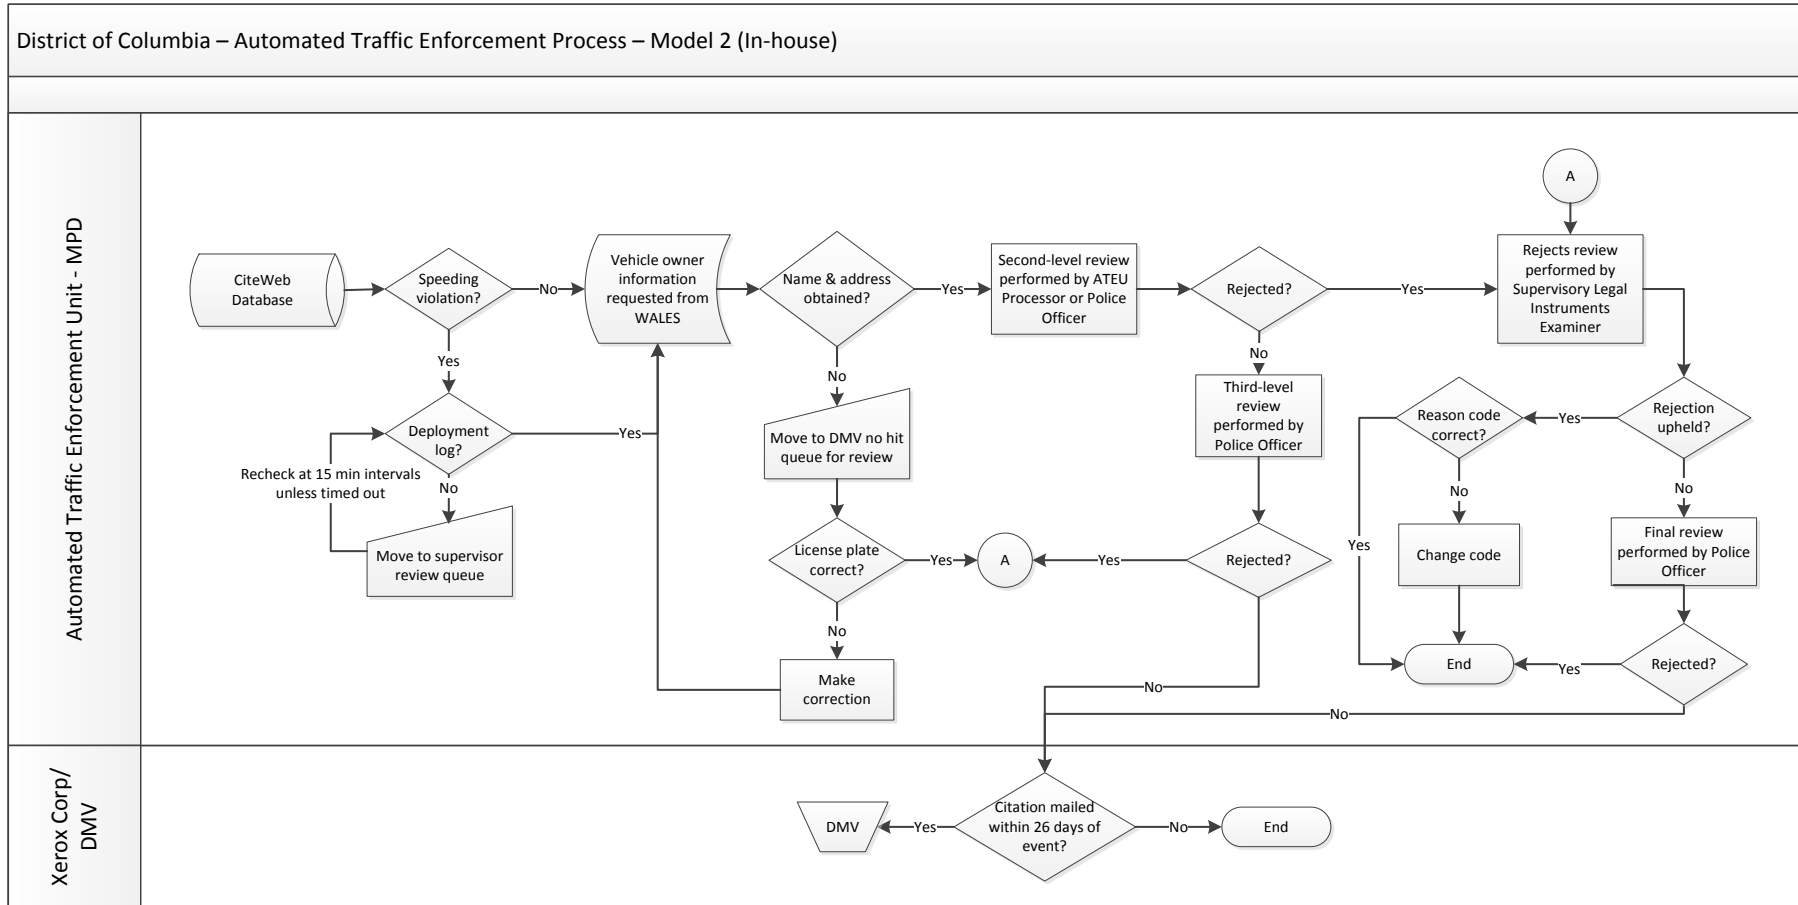 District of Columbia – Automated Traffic Enforcement Process – Model 2 (In-house)
Automated Traffic Enforcement Unit - MPD
CiteWeb
Database
Speeding
violation?
No
Yes
Deployment
log?
Yes
No
Recheck at 15 min intervals
unless timed out
Move to supervisor
review queue
Vehicle owner
information
requested from
WALES
Name & address
obtained?
Yes
No
Move to DMV no hit
queue for review
License plate
correct?
Yes
A
No
Make
correction
Second-level review
performed by ATEU
Processor or Police
Officer
Rejected?
Yes
No
Third-level
review
performed by
Police Officer
Rejected?
Yes
No
A
Rejects review
performed by
Supervisory Legal
Instruments
Examiner
Rejection
upheld?
Yes
No
Reason code
correct?
Yes
No
Change code
End
Final review
performed by Police
Officer
Rejected?
Yes
No
Xerox Corp/
DMV
Citation mailed
within 26 days of
event?
Yes
DMV
No
End